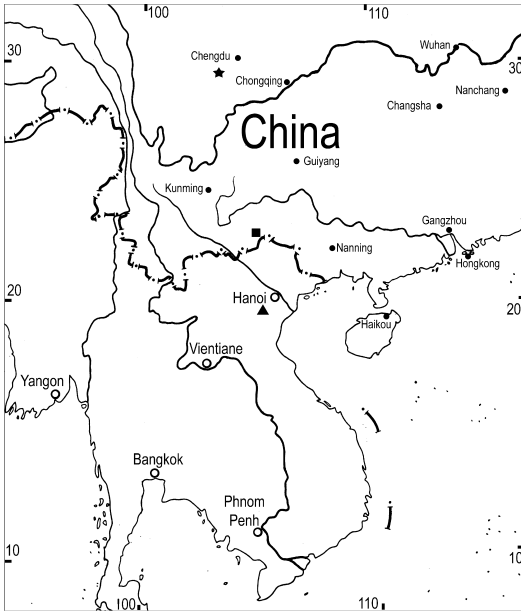 100
110
30
30
Chengdu
Wuhan
Chongqing
Nanchang
Changsha
China
Guiyang
Kunming
Gangzhou
Nanning
Hongkong
20
20
Hanoi
Haikou
Vientiane
Yangon
Bangkok
Phnom
Penh
10
10
100
110